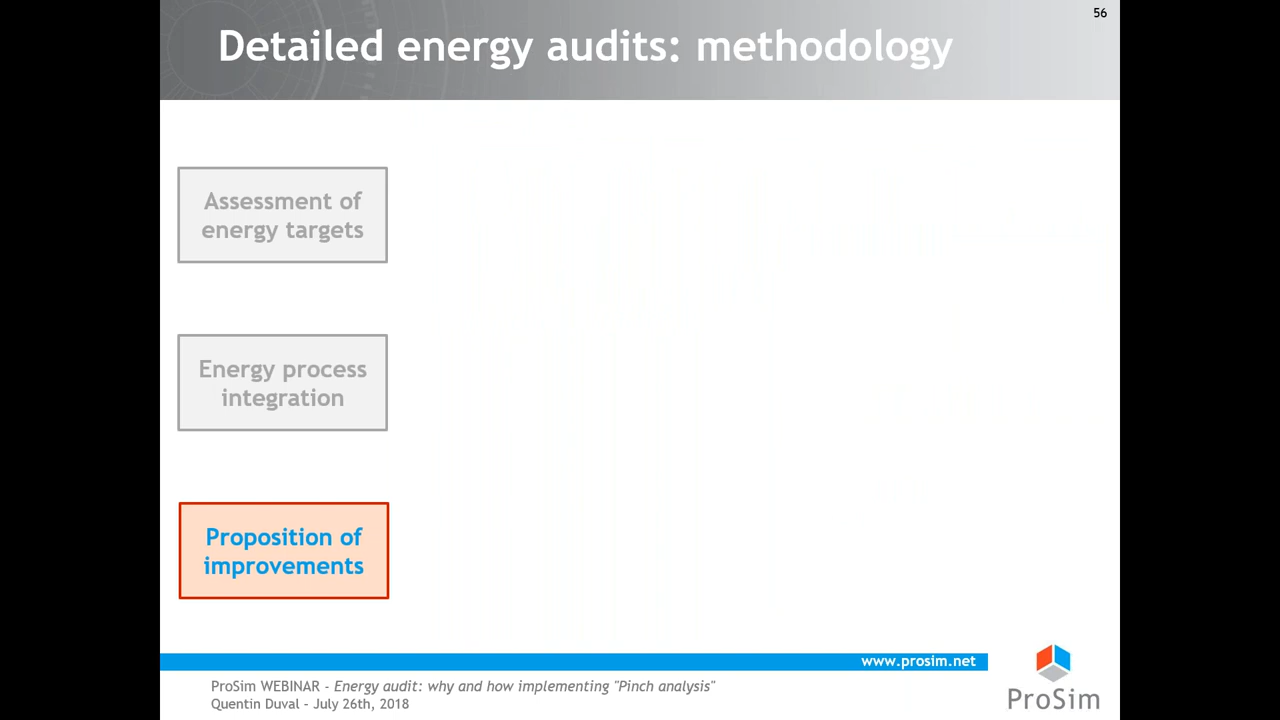 56
Detailed energy audits: methodology
Assessment of
energy targets
Energy process
integration
Proposition of
improvements
www.prosim.net
ProSim WEBINAR - Energy audit: why and how implementing "Pinch analysis"
Quentin Duval – July 26th, 2018
ProSim